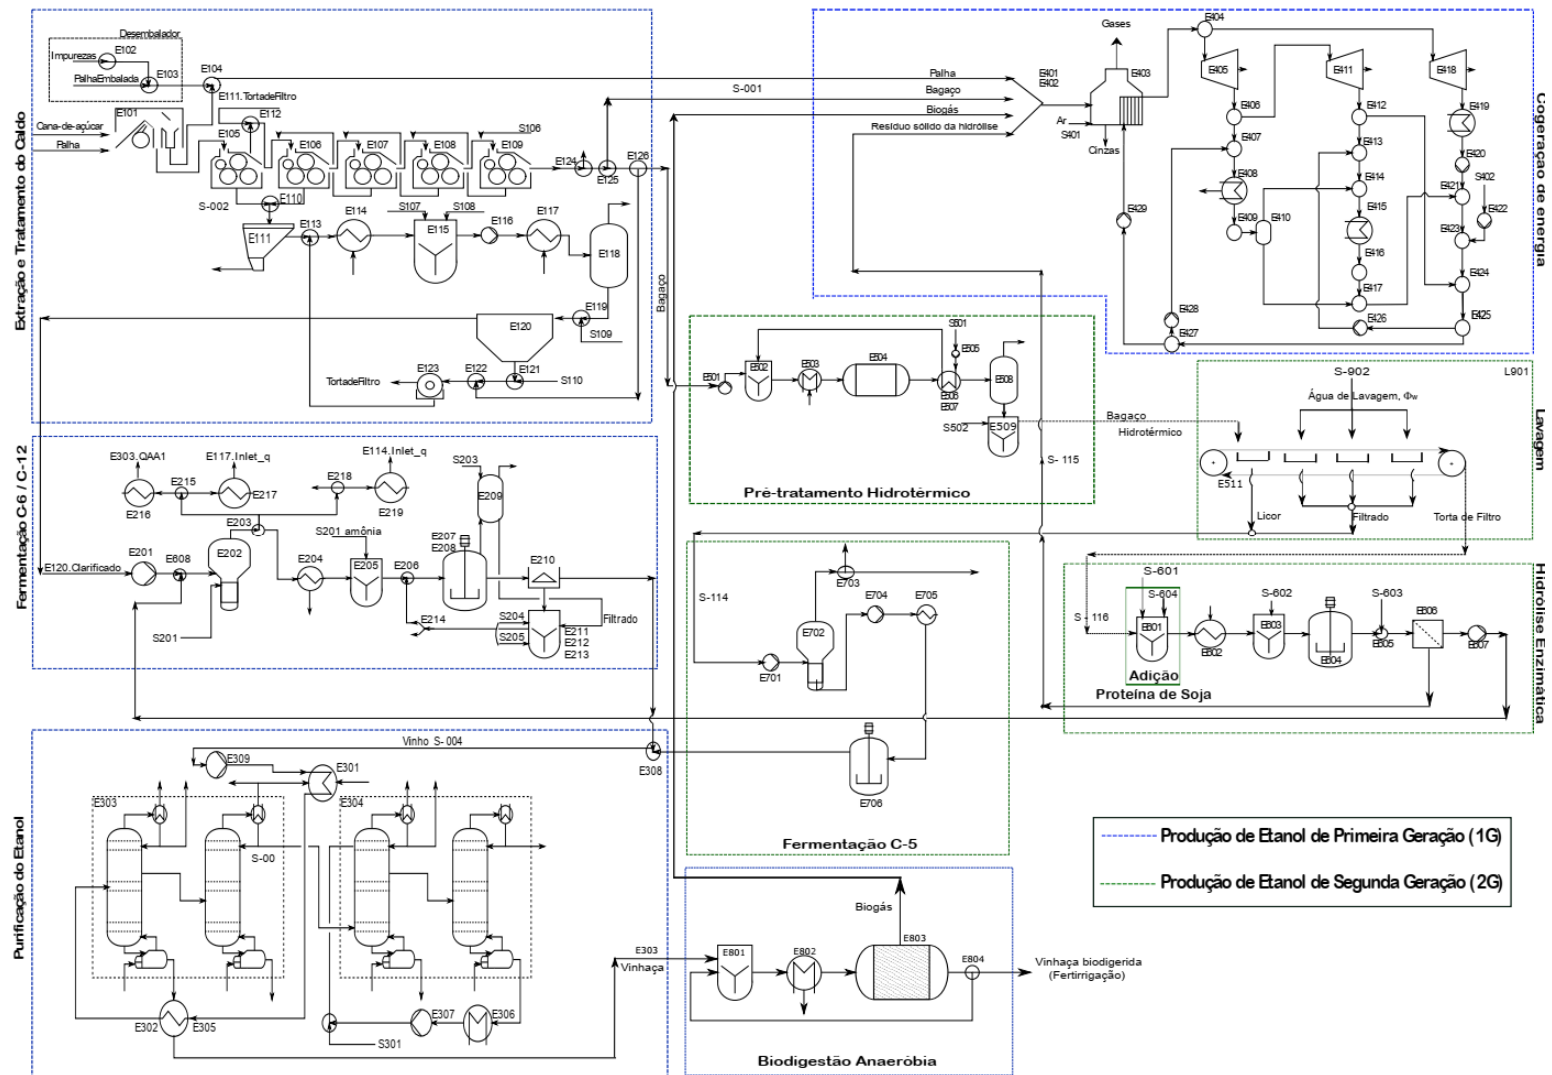 Extração e Tratamento do Caldo
Desembalador
Impurezas
E102
PalhaEmbalada
E103
E104
E111.TortadeFiltro
E101
Cana-de-açúcar
Palha
E105
E112
E106
E107
E108
S106
E109
E124
E125
E126
S-001
S-002
E110
E111
E113
E114
S107
S108
E115
E116
E117
E118
E119
S109
E120
E121
S110
E122
E123
TortadeFiltro
Bagaço
Cogeraçao de energia
Palha
Bagaço
Biogás
Resíduo sólido da hidrólise
E401
E402
Gases
E403
Ar
S401
Cinzas
E404
E405
E411
E418
E406
E412
E419
E407
E413
E420
E408
E414
E421
S402
E422
E409
E410
E415
E423
E416
E424
E417
E429
E428
E427
E426
E425
E501
E502
E503
E504
S501
E505
E506
E507
E508
S502
E509
Bagaço
Hidrotérmico
S- 115
Pré-tratamento Hidrotérmico
Lavagem
S-902
L901
Água de Lavagem, Φw
E511
Licor
Filtrado
Torta de Filtro
Fermentação C-6 / C-12
E303.QAA1
E117.Inlet_q
E114.Inlet_q
E215
E216
E217
E218
E219
E203
E120.Clarificado
E201
E608
E202
S201
E204
S201 amônia
E205
E206
E207
E208
S203
E209
E210
E214
S204
S205
Filtrado
E211
E212
E213
S-114
E701
E702
E703
E704
E705
E706
Fermentação C-5
Hidrólise Enzimática
S-601
S-604
S - 116
E601
Adição
Proteína de Soja
E602
S-602
E603
E604
S-603
E605
E606
E607
Purificação do Etanol
Vinho S- 004
E308
E309
E301
E303
E304
S-00
E302
E305
E307
E306
S301
E303
Vinhaça
Biogás
E801
E802
E803
E804
Vinhaça biodigerida
(Fertirrigação)
Biodigestão Anaeróbia
Produção de Etanol de Primeira Geração (1G)
Produção de Etanol de Segunda Geração (2G)